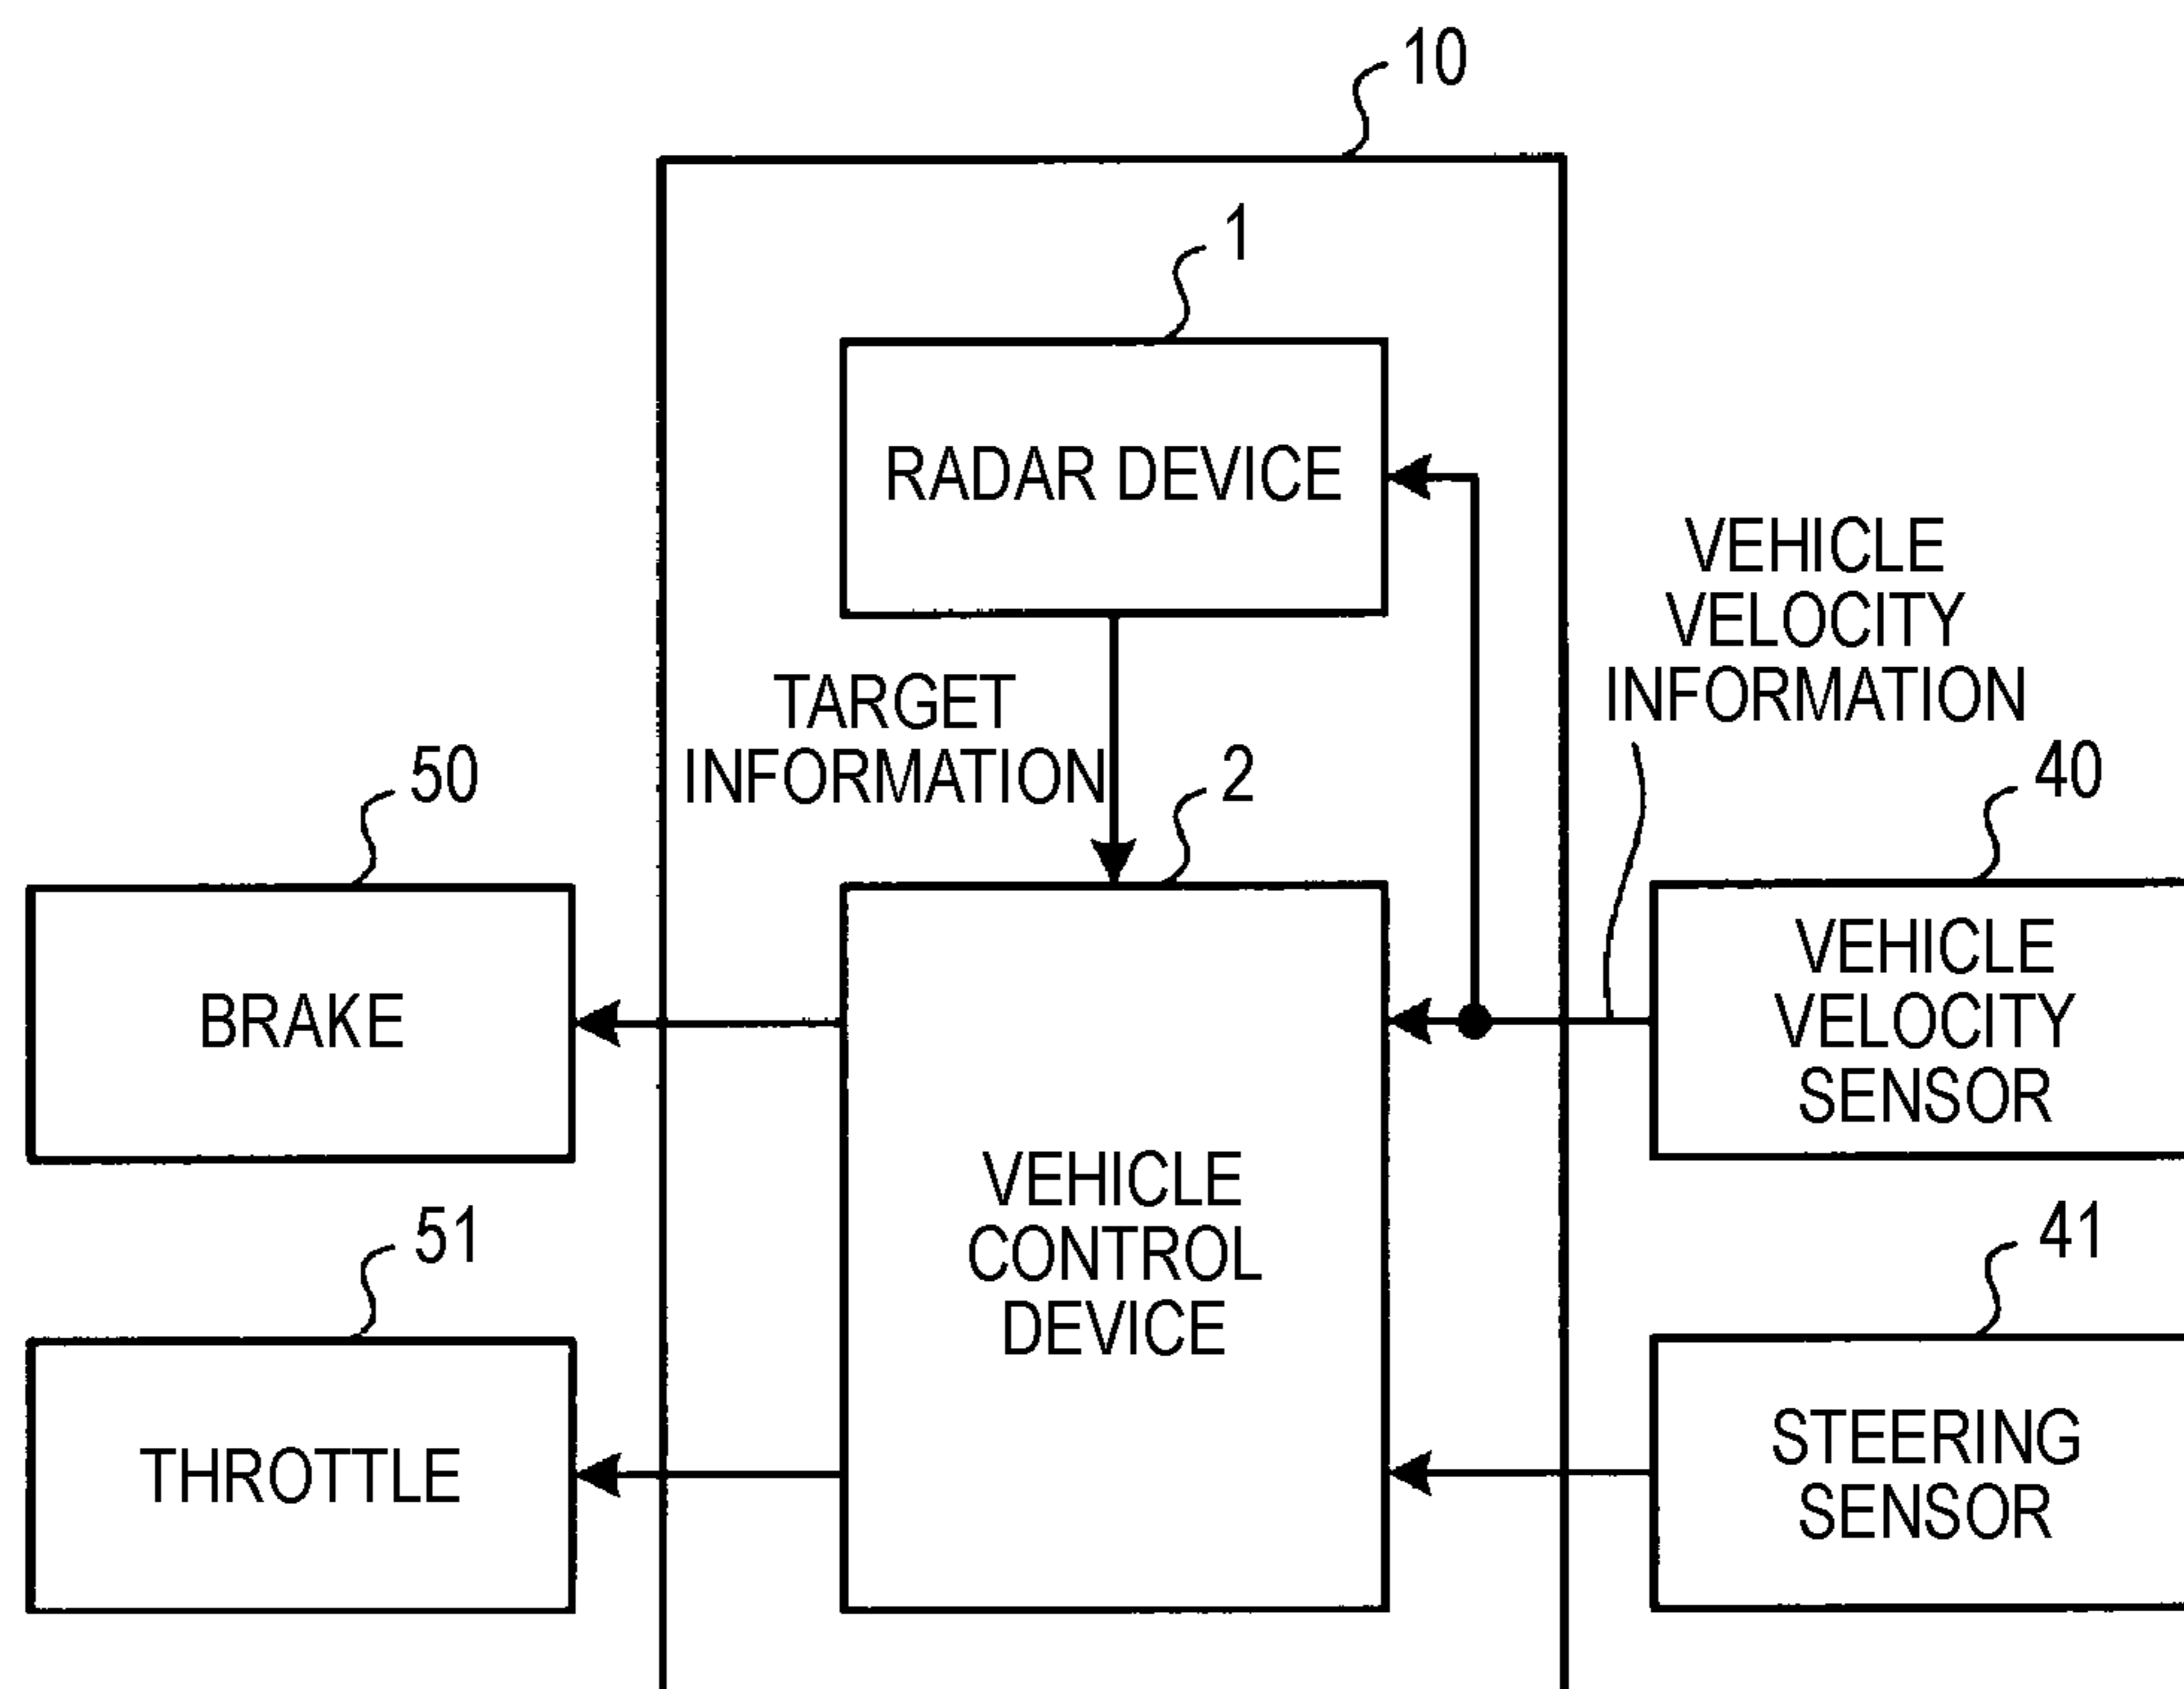 10
1
RADAR DEVICE
VEHICLE
VELOCITY
INFORMATION
TARGET
INFORMATION
50
2
40
BRAKE
VEHICLE
VELOCITY
SENSOR
VEHICLE
CONTROL
DEVICE
51
41
THROTTLE
STEERING
SENSOR